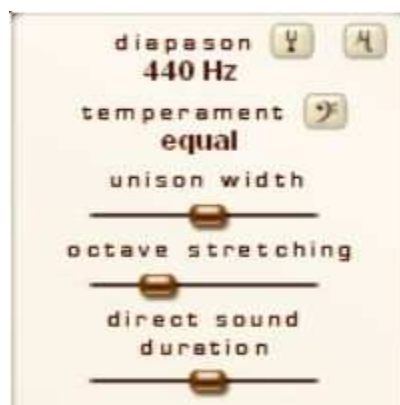 diapason
440 Hz
temperament
equal
unison width
octave stretching
direct sound
duration